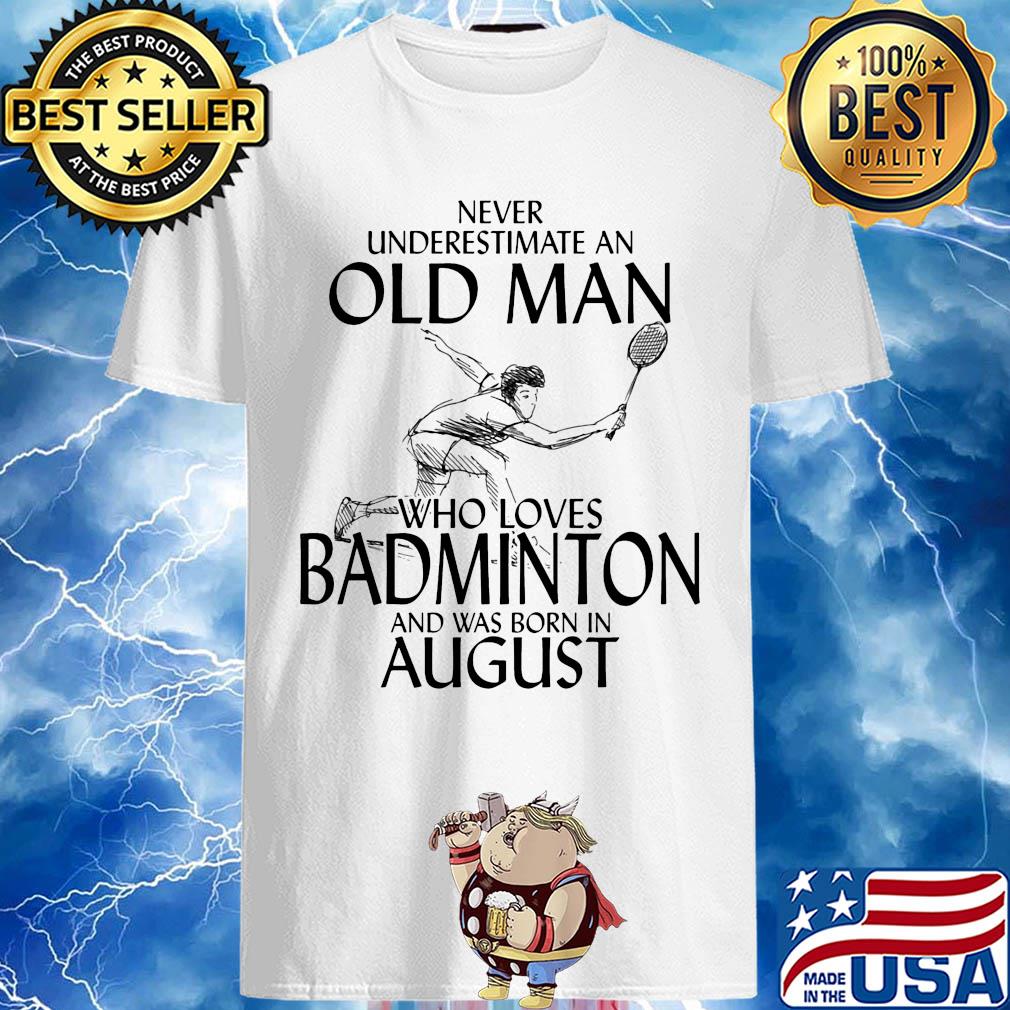 THE BEST PRODUCT
BEST SELLER
AT THE BEST PRICE
100%
BEST
QUALITY
NEVER
UNDERESTIMATE AN
OLD MAN
WHO LOVES
BADMINTON
AND WAS BORN IN
AUGUST
MADE
IN THE
USA